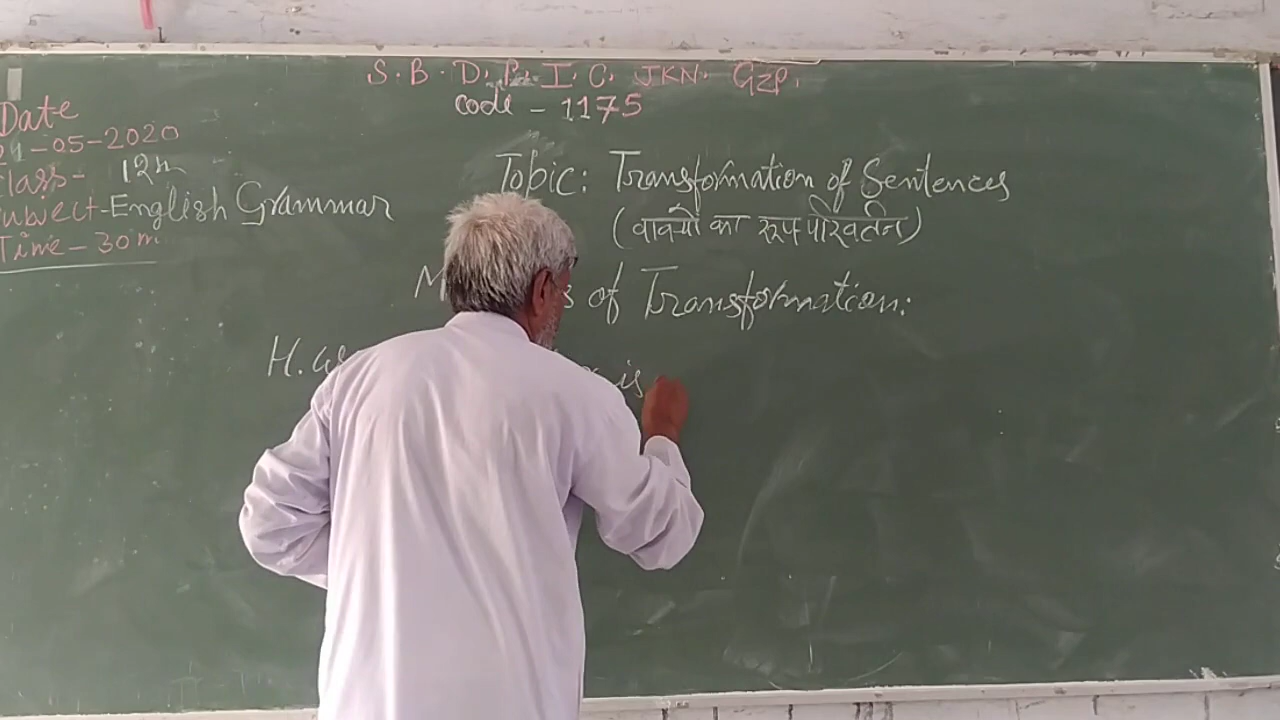 S.B.D.P.I.C. JKN. GZP.
Code - 1175
Date
21-05-2020
Class- 12th
Subject-English Grammar
Time - 30m
Topic: Transformation of Sentences
(वाक्यों का रूप परिवर्तन)
of Transformation:
H. is